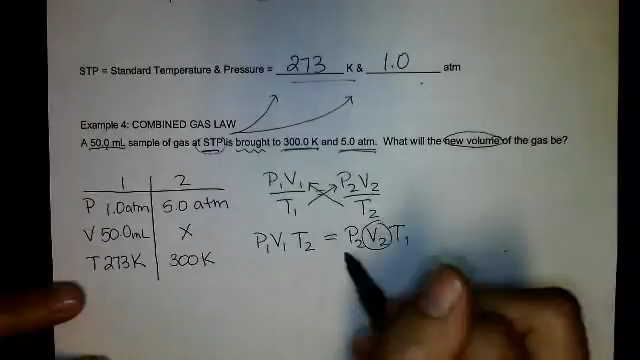 STP = Standard Temperature & Pressure = 273 K & 1.0 atm
Example 4: COMBINED GAS LAW
A 50.0 mL sample of gas at STP is brought to 300.0 K and 5.0 atm. What will the new volume of the gas be?
1 2
P 1.0atm 5.0 atm
V 50.0mL X
T 273K 300K
P₁V₁ P₂V₂
T₁ T₂
P₁V₁T₂ = P₂V₂T₁